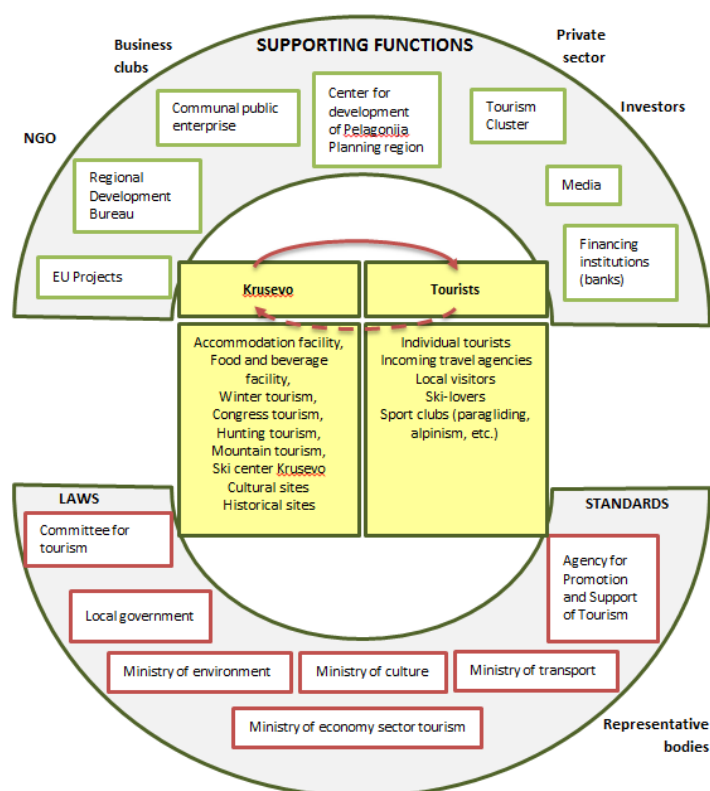 Business
clubs
SUPPORTING FUNCTIONS
Private
sector
Investors
NGO
Communal public
enterprise
Center for
development
of Pelagonija
Planning region
Tourism
Cluster
Regional
Development
Bureau
Media
EU Projects
Financing
institutions
(banks)
Krusevo
Tourists
Accommodation facility,
Food and beverage
facility,
Winter tourism,
Congress tourism,
Hunting tourism,
Mountain tourism,
Ski center Krusevo
Cultural sites
Historical sites
Individual tourists
Incoming travel agencies
Local visitors
Ski-lovers
Sport clubs (paragliding,
alpinism, etc.)
LAWS
STANDARDS
Committee for
tourism
Agency for
Promotion
and Support
of Tourism
Local government
Ministry of environment
Ministry of culture
Ministry of transport
Ministry of economy sector tourism
Representative
bodies